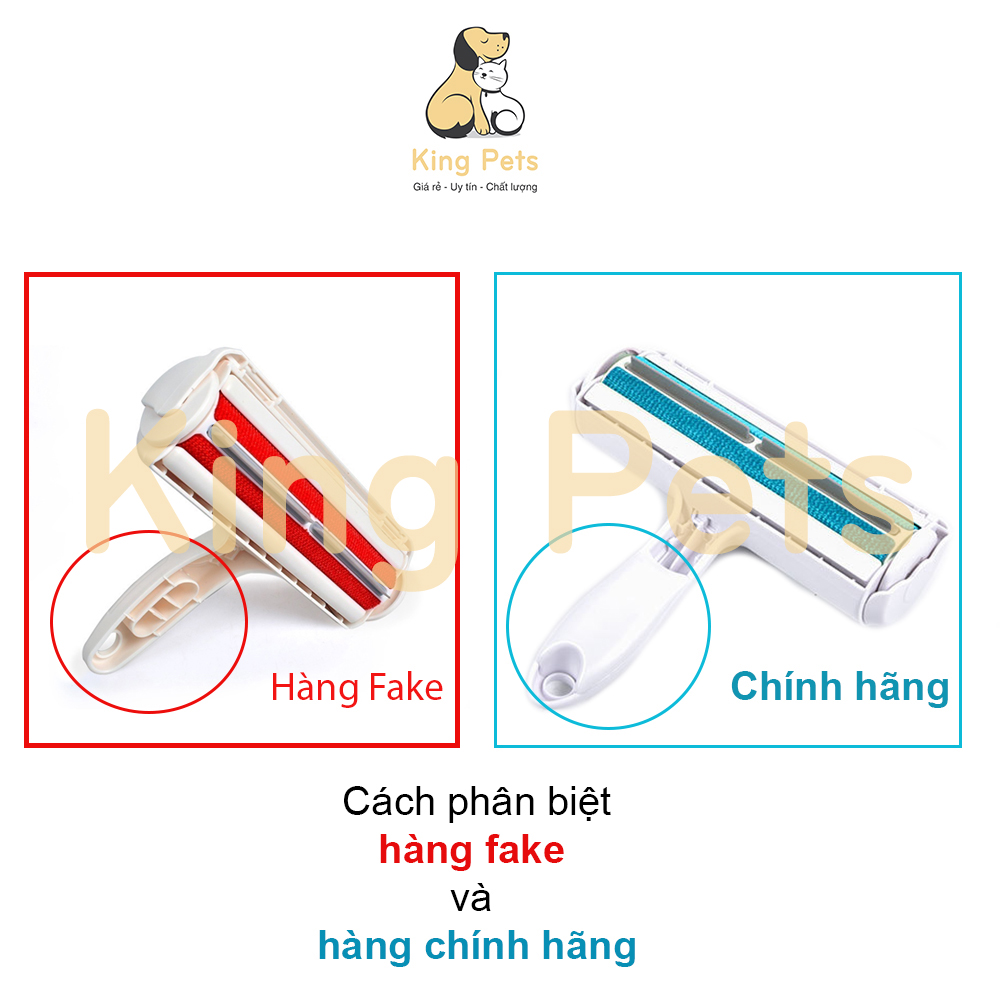 King Pets
Giá rẻ - Uy tín - Chất lượng
King Pets
Hàng Fake
Chính hãng
Cách phân biệt
hàng fake
và
hàng chính hãng